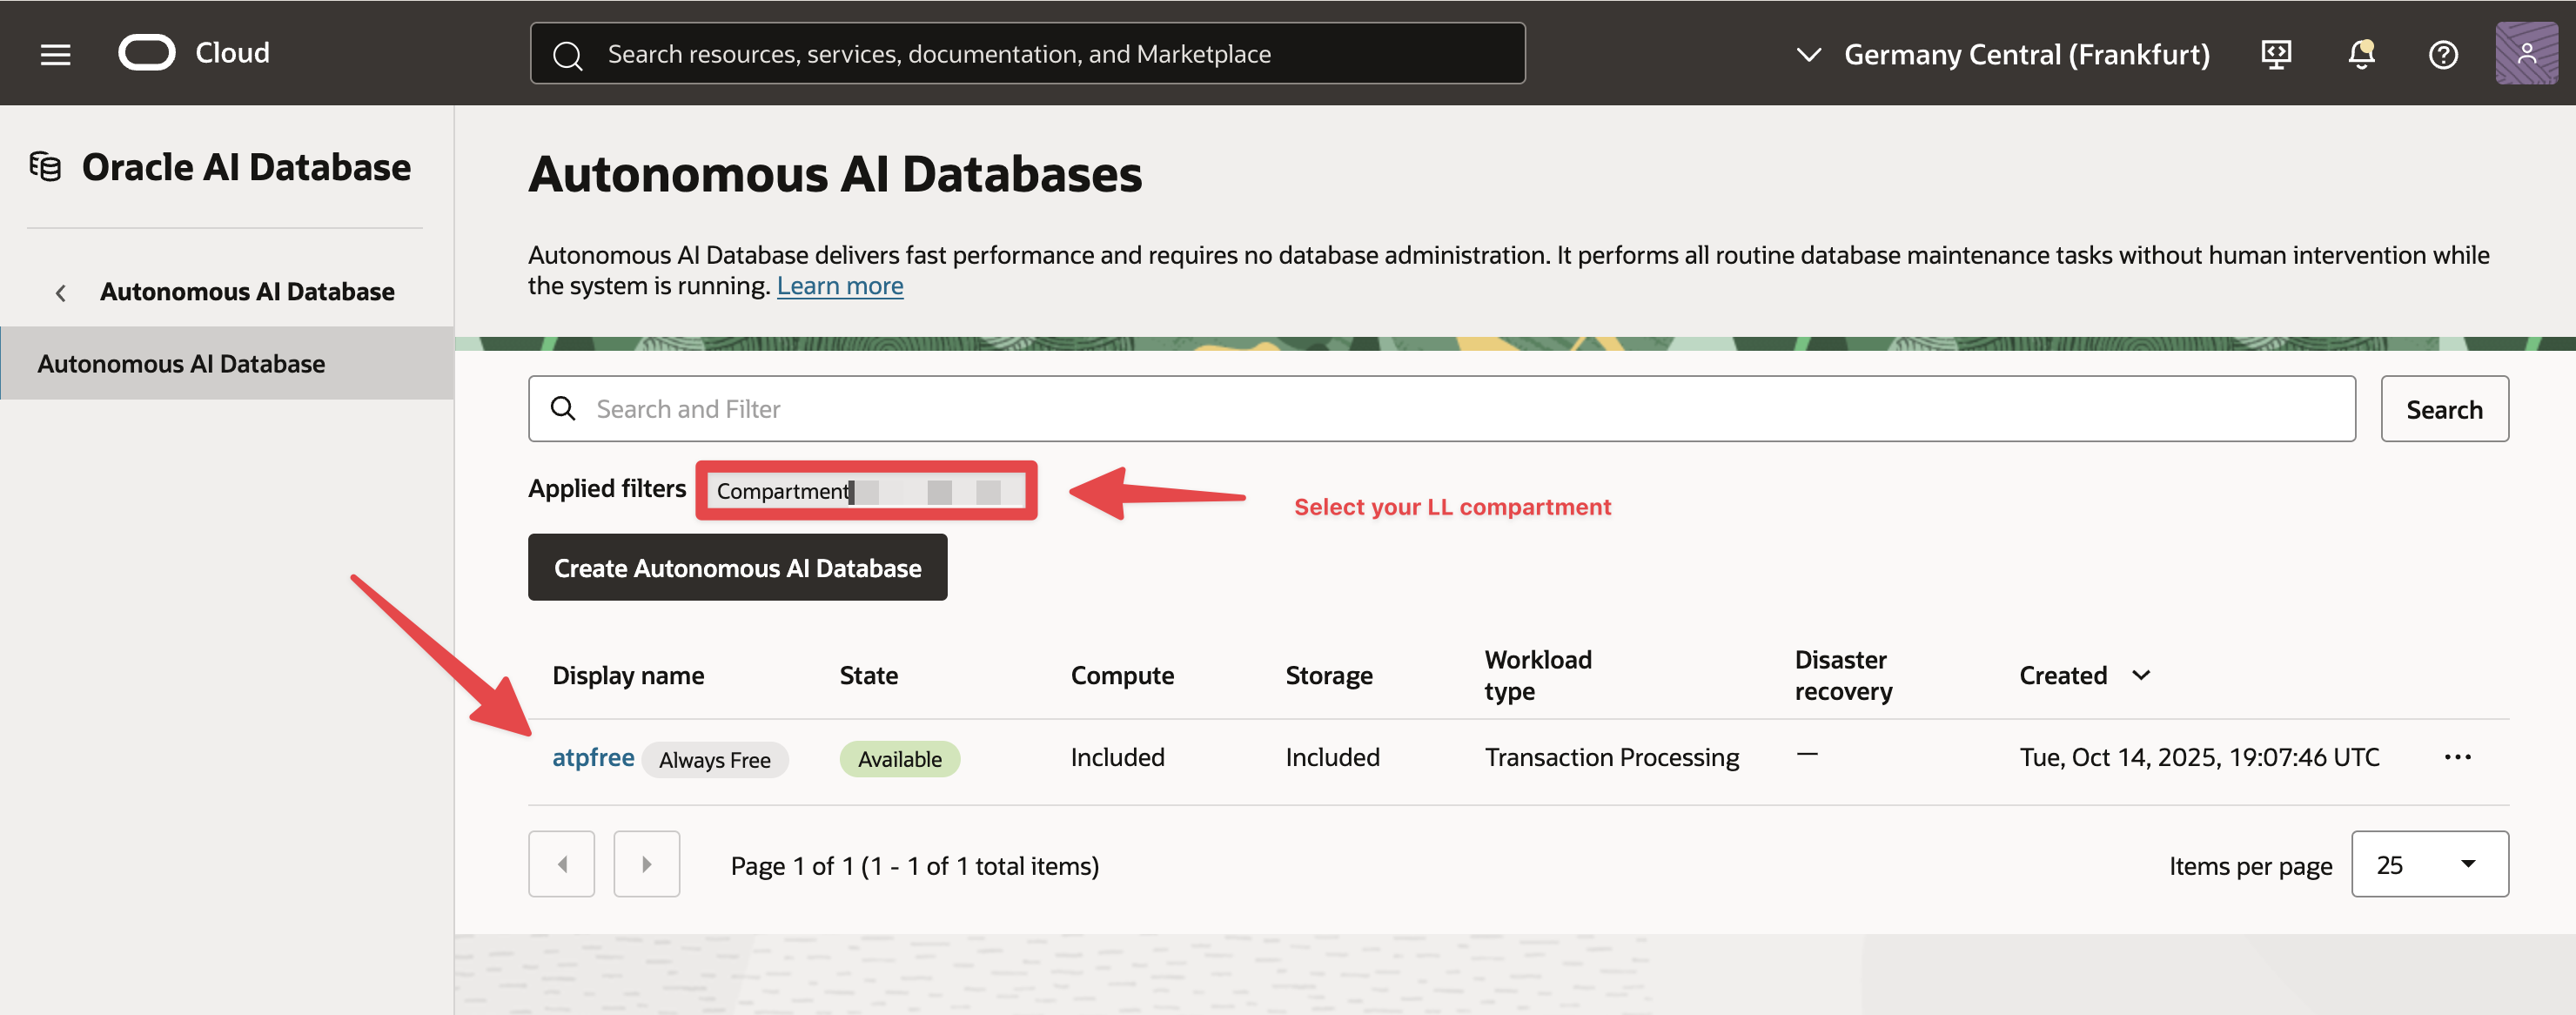 Cloud
Search resources, services, documentation, and Marketplace
Germany Central (Frankfurt)
Oracle AI Database
Autonomous AI Database
Autonomous AI Database
Autonomous AI Databases
Autonomous AI Database delivers fast performance and requires no database administration. It performs all routine database maintenance tasks without human intervention while
the system is running. Learn more
Search and Filter
Search
Applied filters Compartment
Select your LL compartment
Create Autonomous AI Database
Display name State Compute Storage Workload type Disaster recovery Created
atpfree Always Free Available Included Included Transaction Processing — Tue, Oct 14, 2025, 19:07:46 UTC
Page 1 of 1 (1 - 1 of 1 total items)
Items per page 25